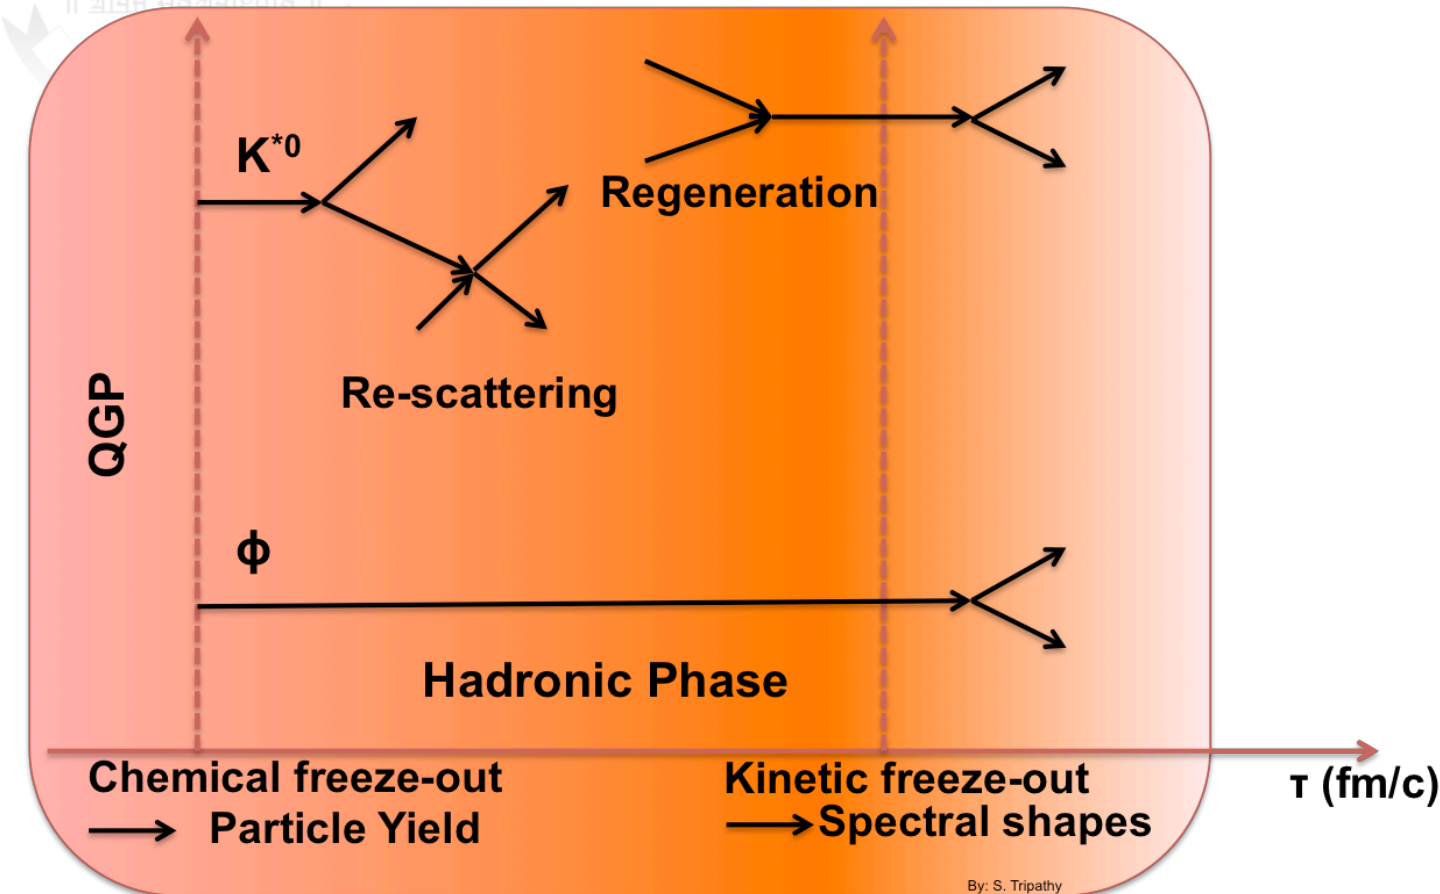 K*0
Regeneration
Re-scattering
QGP
ϕ
Hadronic Phase
Chemical freeze-out
Particle Yield
Kinetic freeze-out
Spectral shapes
τ (fm/c)
By: S. Tripathy